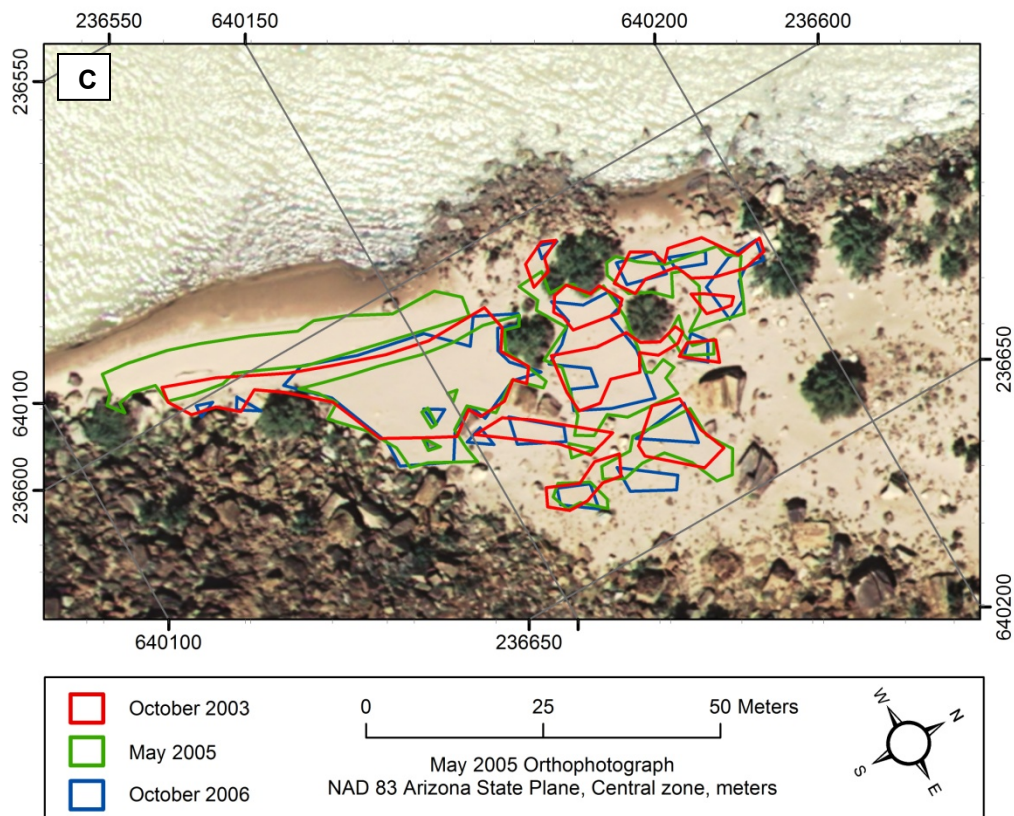 236550 640150 640200 236600
C
236550
236650
640100
236600
640200
640100 236650
October 2003
May 2005
October 2006
0 25 50 Meters
May 2005 Orthophotograph
NAD 83 Arizona State Plane, Central zone, meters
W N
S E